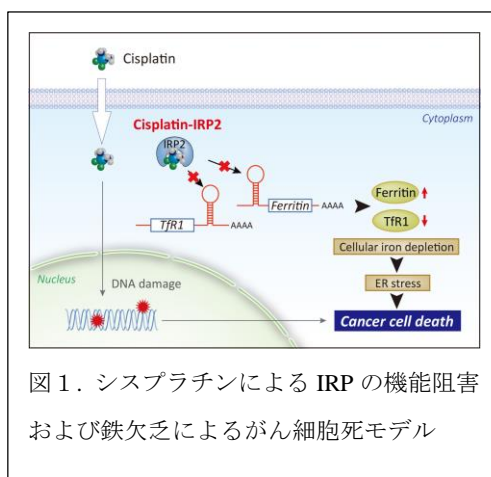 Cisplatin
Cytoplasm
Cisplatin-IRP2
IRP2
Ferritin
AAAA
TfR1
AAAA
Ferritin
TfR1
Cellular iron depletion
ER stress
Cancer cell death
Nucleus
DNA damage
図１. シスプラチンによる IRP の機能阻害
および鉄欠乏によるがん細胞死モデル